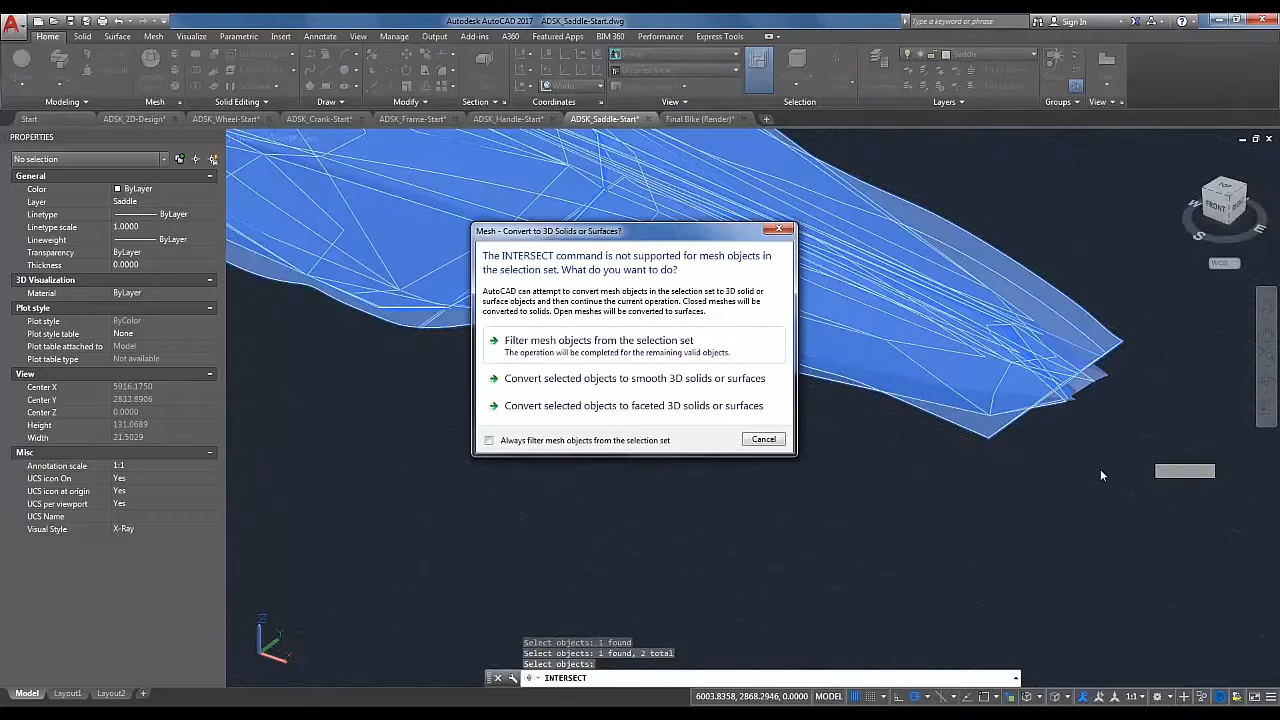 Autodesk AutoCAD 2017 ADSK_Saddle-Start.dwg
Type a keyword or phrase
Sign In
Home Solid Surface Mesh Visualize Parametric Insert Annotate View Manage Output Add-ins A360 Featured Apps BIM 360 Performance Express Tools
Saddle
World
Modeling Mesh Solid Editing Draw Modify Section Coordinates View Selection Layers Groups View
Start ADSK_2D-Design* ADSK_Wheel-Start* ADSK_Crank-Start* ADSK_Frame-Start* ADSK_Handle-Start* ADSK_Saddle-Start* Final Bike (Render)*
PROPERTIES
No selection
General
Color ByLayer
Layer Saddle
Linetype ByLayer
Linetype scale 1.0000
Lineweight ByLayer
Transparency ByLayer
Thickness 0.0000
3D Visualization
Material ByLayer
Plot style
Plot style ByColor
Plot style table None
Plot table attached to Model
Plot table type Not available
View
Center X 5916.1750
Center Y 2833.8906
Center Z 0.0000
Height 131.0689
Width 21.5029
Misc
Annotation scale 1:1
UCS icon On Yes
UCS icon at origin Yes
UCS per viewport Yes
UCS Name
Visual Style X-Ray
TOP
FRONT
W
S
E
WCS
Mesh - Convert to 3D Solids or Surfaces?
The INTERSECT command is not supported for mesh objects in
the selection set. What do you want to do?
AutoCAD can attempt to convert mesh objects in the selection set to 3D solid or
surface objects and then continue the current operation. Closed meshes will be
converted to solids. Open meshes will be converted to surfaces.
Filter mesh objects from the selection set
The operation will be completed for the remaining valid objects.
Convert selected objects to smooth 3D solids or surfaces
Convert selected objects to faceted 3D solids or surfaces
Always filter mesh objects from the selection set
Cancel
Z
Y
X
Select objects: 1 found
Select objects: 1 found, 2 total
Select objects:
INTERSECT
Model Layout1 Layout2
6003.8358, 2868.2946, 0.0000 MODEL 1:1